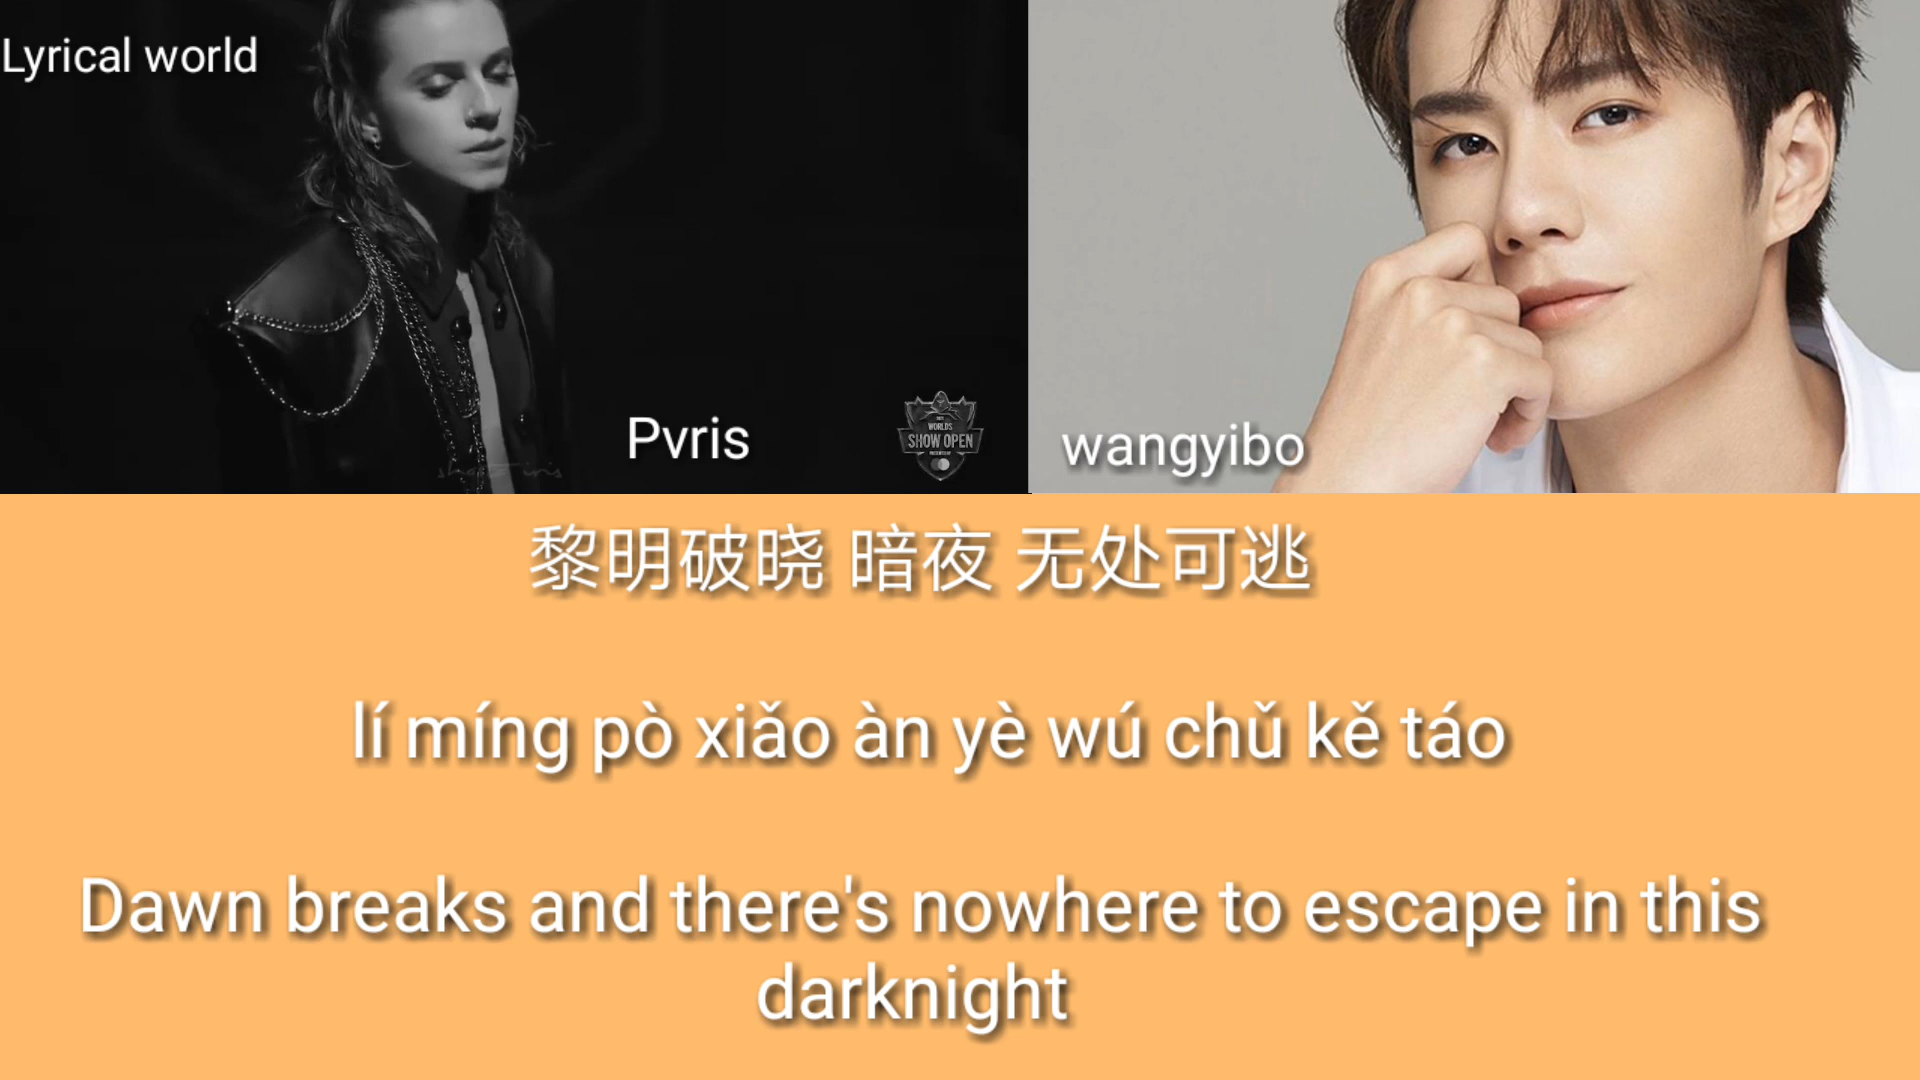 Lyrical world
Pvris
WORLDS
SHOW OPEN
wangyibo
黎明破晓 暗夜 无处可逃
lí míng pò xiǎo àn yè wú chǔ kě táo
Dawn breaks and there's nowhere to escape in this
darknight